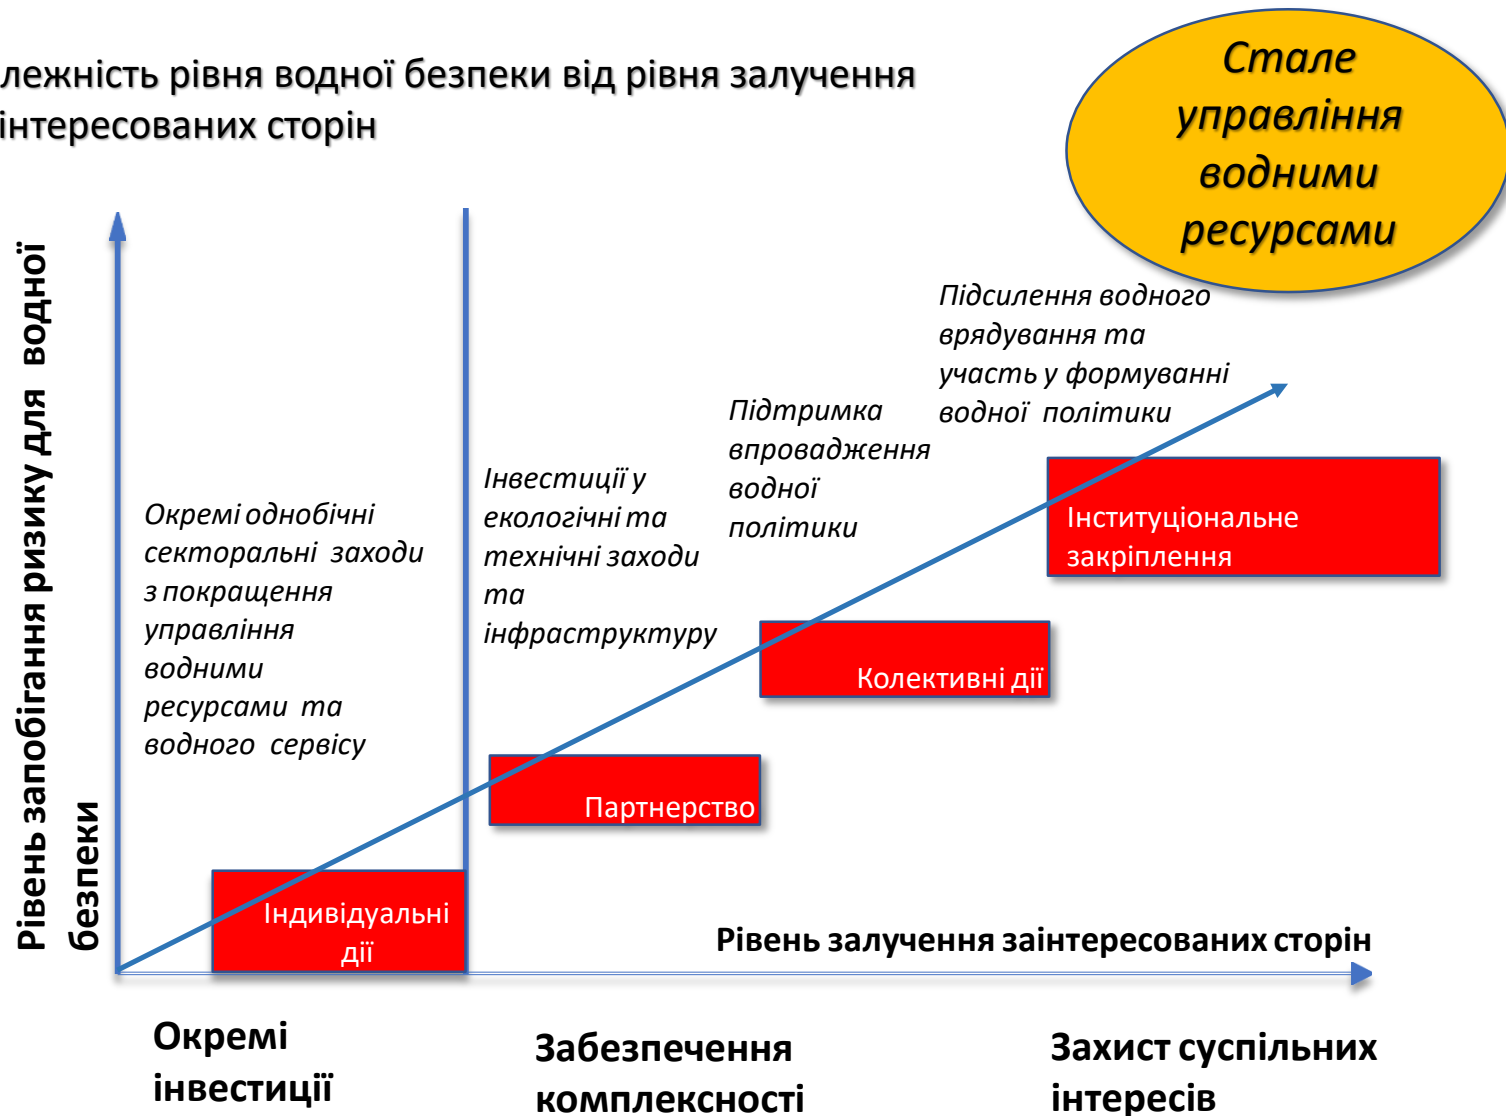 лежність рівня водної безпеки від рівня залучення
інтересованих сторін
Стале
управління
водними
ресурсами
Рівень запобігання ризику для водної
безпеки
Підсилення водного
врядування та
участь у формуванні
водної політики
Підтримка
впровадження
водної
політики
Інвестиції у
екологічні та
технічні заходи
та
інфраструктуру
Окремі однобічні
секторальні заходи
з покращення
управління
водними
ресурсами та
водного сервісу
Інституціональне
закріплення
Колективні дії
Партнерство
Індивідуальні
дії
Рівень залучення заінтересованих сторін
Окремі
інвестиції
Забезпечення
комплексності
Захист суспільних
інтересів